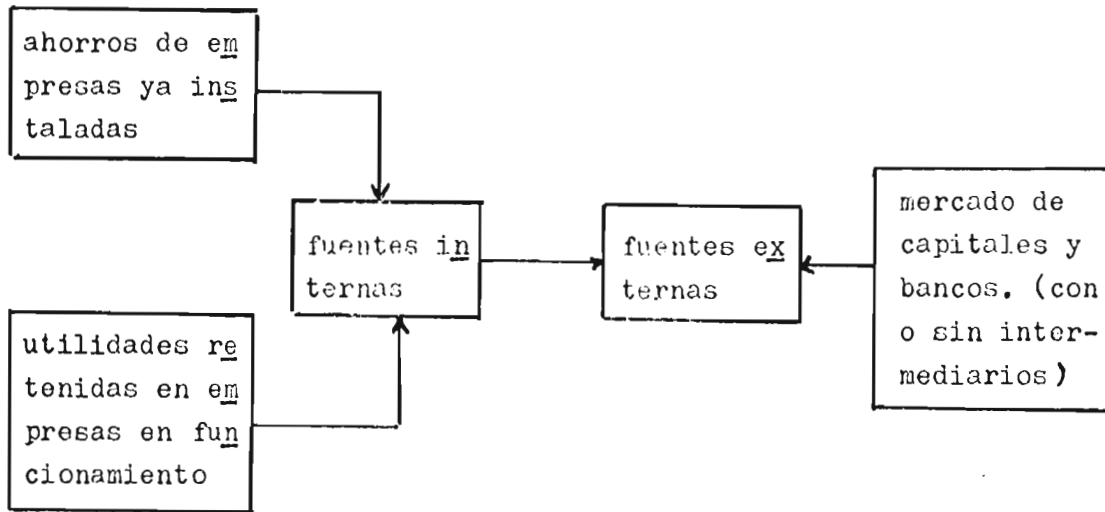 ahorros de em
presas ya ins
taladas
fuentes in
ternas
fuentes ex
ternas
mercado de
capitales y
bancos. (con
o sin inter-
mediarios)
utilidades re
tenidas en em
presas en fun
cionamiento